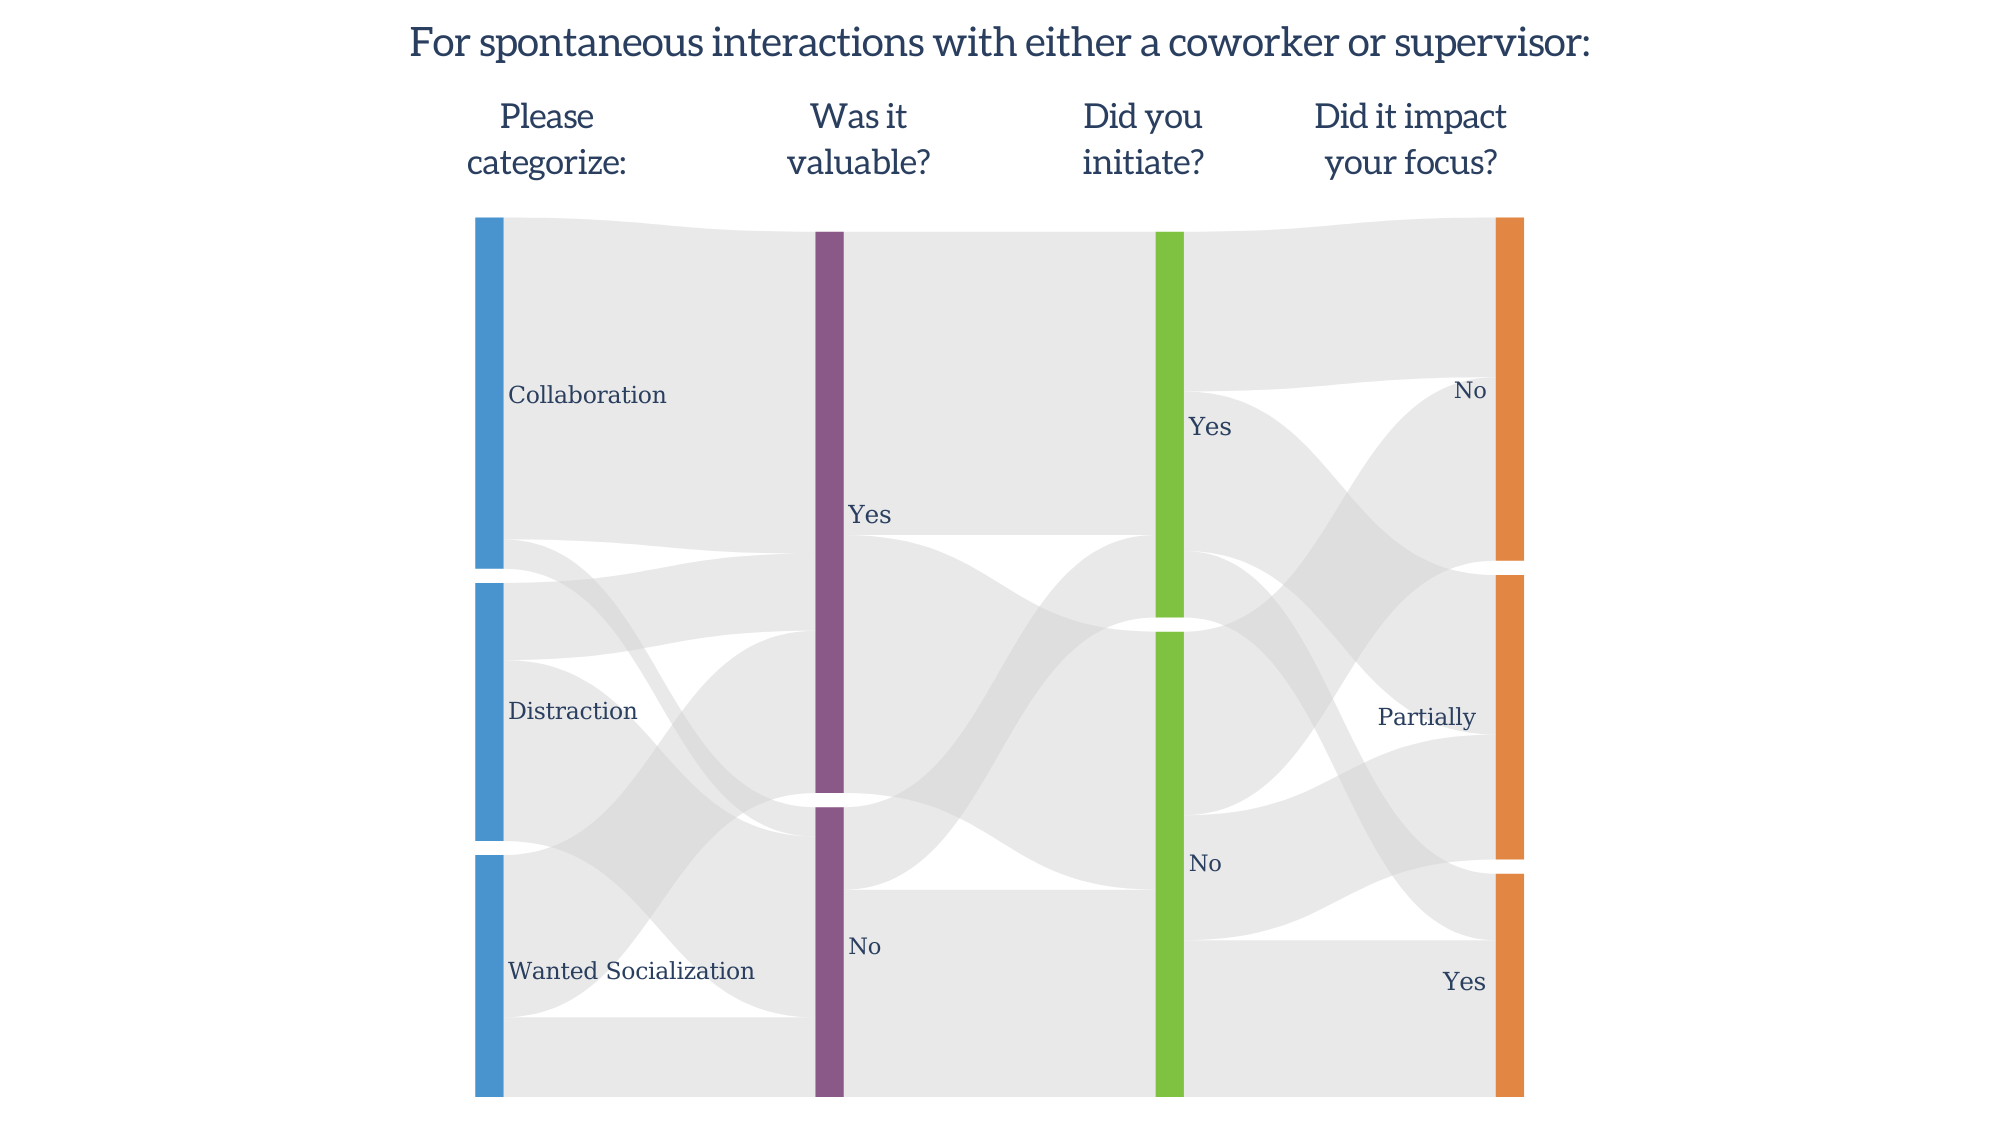 For spontaneous interactions with either a coworker or supervisor:
Please
categorize:
Was it
valuable?
Did you
initiate?
Did it impact
your focus?
Collaboration
Distraction
Wanted Socialization
Yes
No
Yes
No
No
Partially
Yes